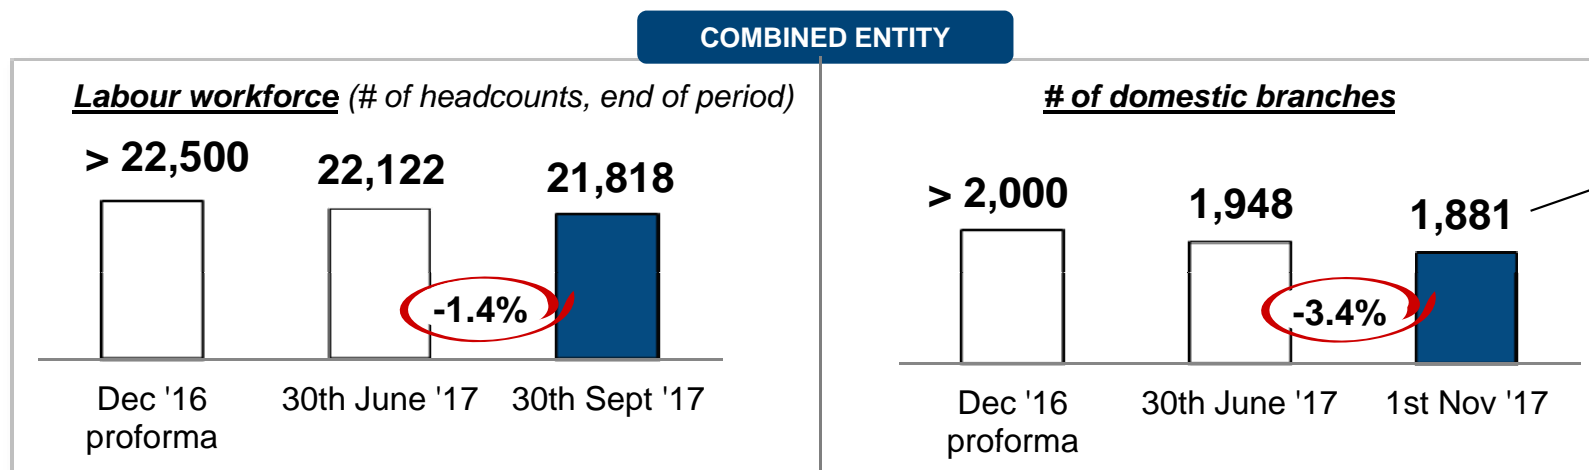 COMBINED ENTITY
Labour workforce (# of headcounts, end of period)
> 22,500
22,122
21,818
-1.4%
Dec '16
proforma
30th June '17
30th Sept '17
# of domestic branches
> 2,000
1,948
1,881
-3.4%
Dec '16
proforma
30th June '17
1st Nov '17